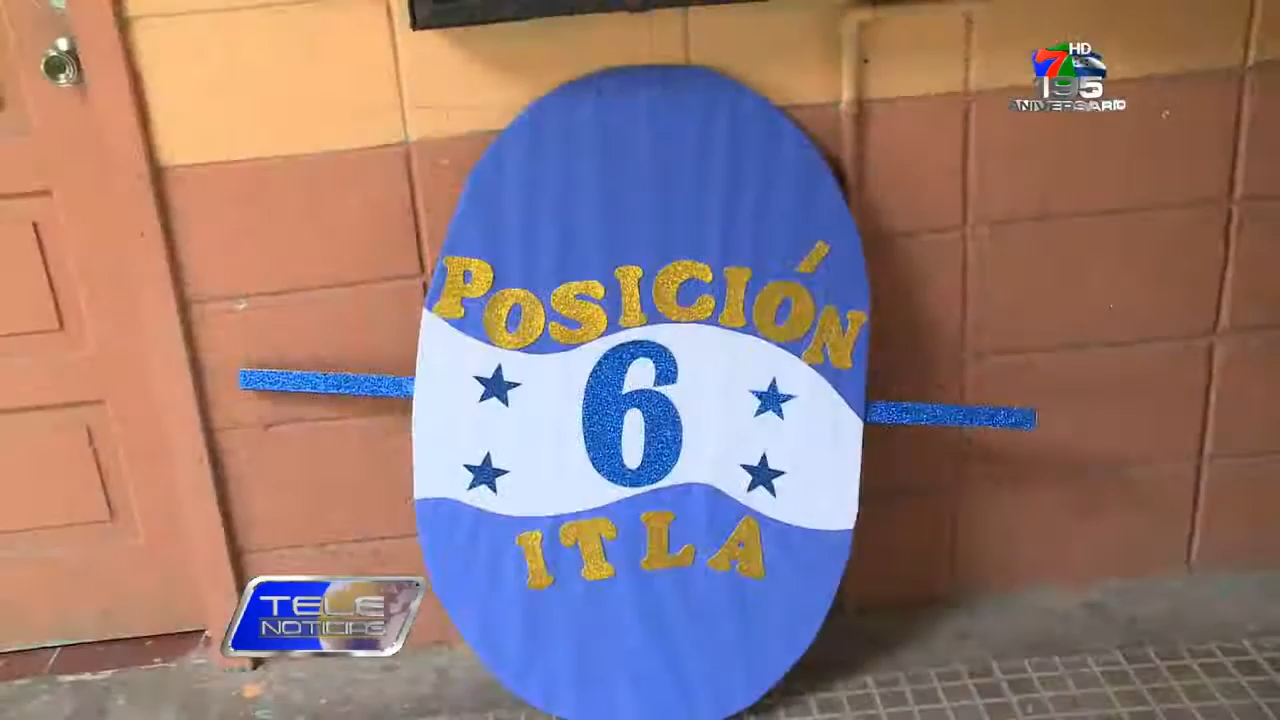 7 HD
195
ANIVERSARIO
POSICIÓN
6
ITLA
TELE
NOTICIAS